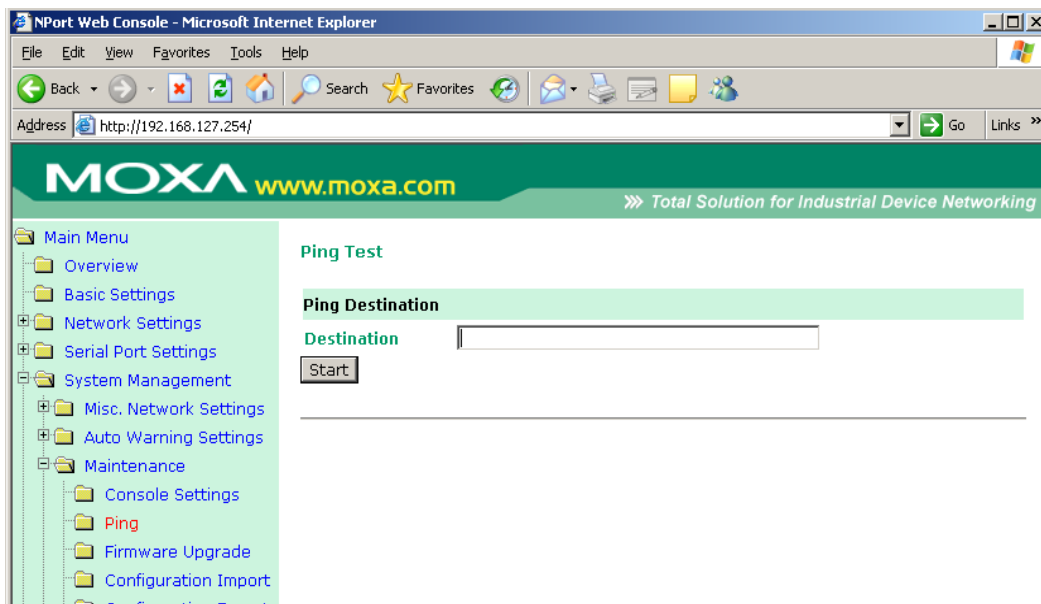 NPort Web Console - Microsoft Internet Explorer
File Edit View Favorites Tools Help
Back Search Favorites
Address http://192.168.127.254/ Go Links »
MOXA www.moxa.com
Total Solution for Industrial Device Networking
Main Menu
Overview
Basic Settings
Network Settings
Serial Port Settings
System Management
Misc. Network Settings
Auto Warning Settings
Maintenance
Console Settings
Ping
Firmware Upgrade
Configuration Import
Ping Test
Ping Destination
Destination
Start